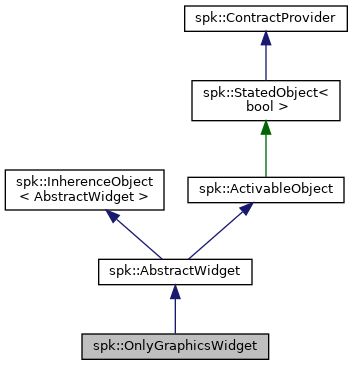 spk::ContractProvider
spk::StatedObject<
bool >
spk::InherenceObject
< AbstractWidget >
spk::ActivableObject
spk::AbstractWidget
spk::OnlyGraphicsWidget